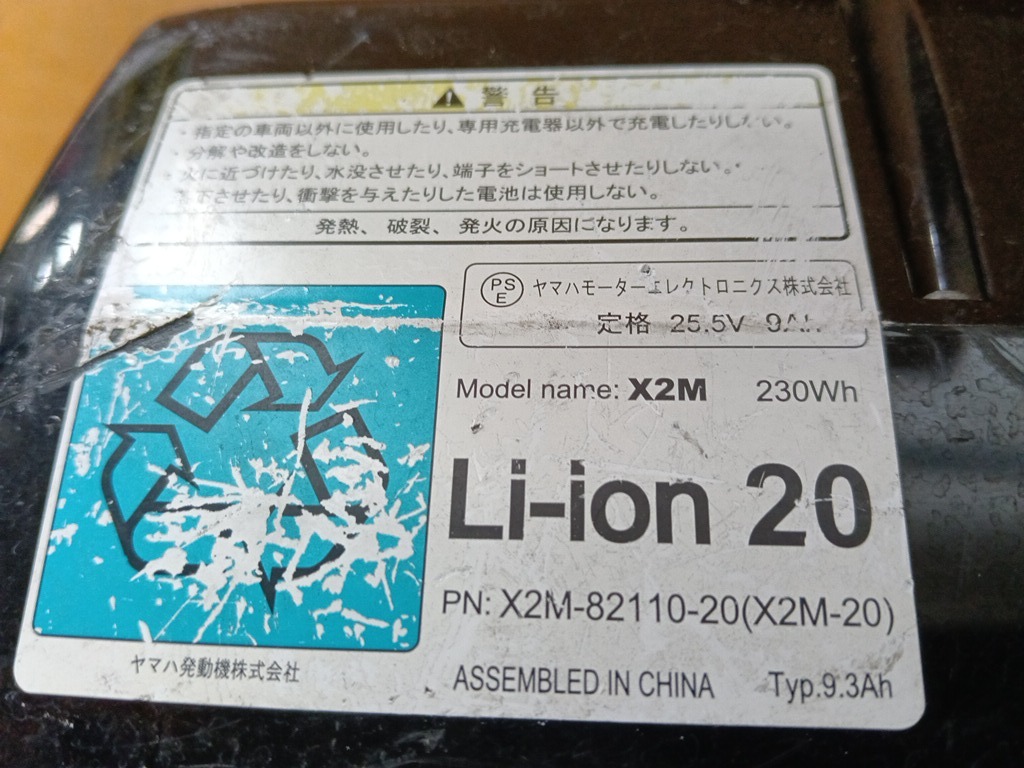 警告
・指定の車両以外に使用したり、専用充電器以外で充電したりしない。
・分解や改造をしない。
・火に近づけたり、水没させたり、端子をショートさせたりしない。
下させたり、衝撃を与えたりした電池は使用しない。
発熱、破裂、発火の原因になります。
PS
E
ヤマハモーターエレクトロニクス株式会社
定格 25.5V 9Ah
Model name: X2M 230Wh
Li-ion 20
PN: X2M-82110-20(X2M-20)
ヤマハ発動機株式会社
ASSEMBLED IN CHINA Typ.9.3Ah